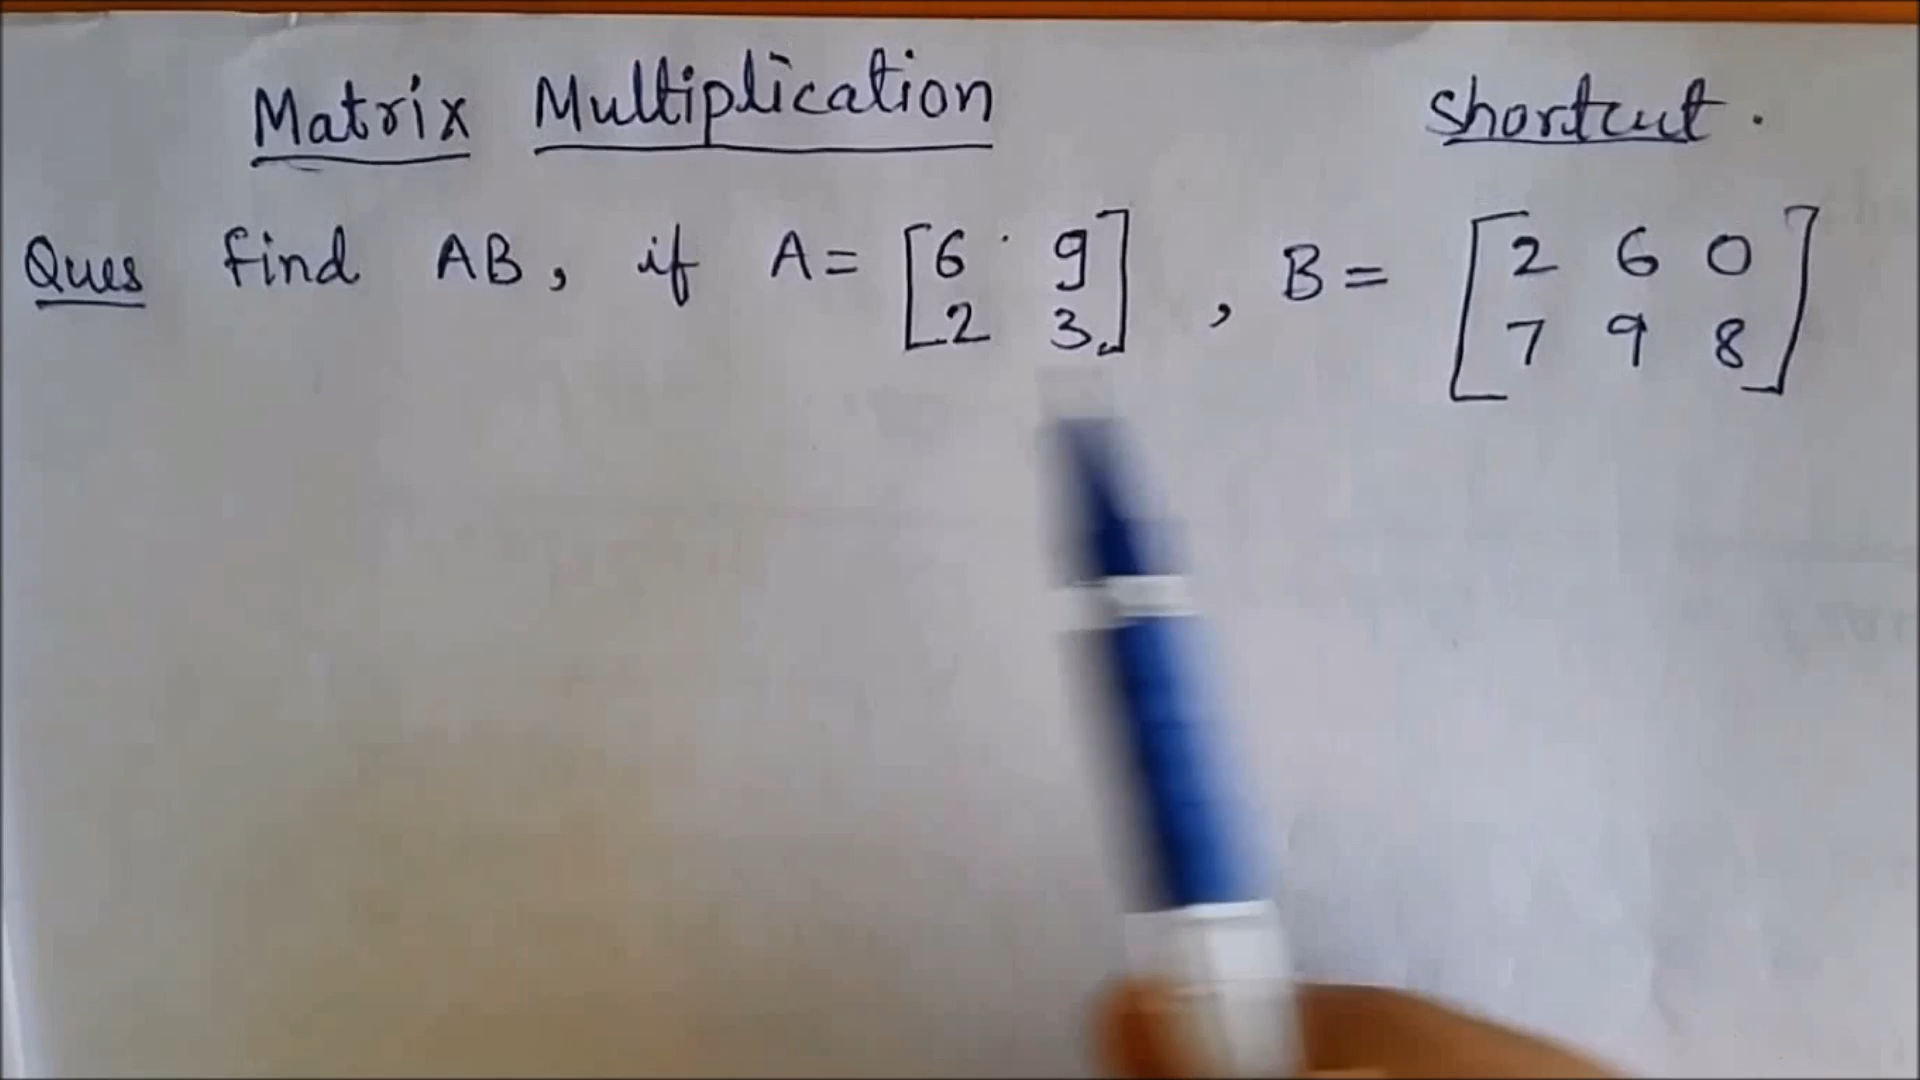 Matrix Multiplication Shortcut.
Ques find AB, if A = [6 9], B = [2 6 0]
[2 3] [7 9 8]